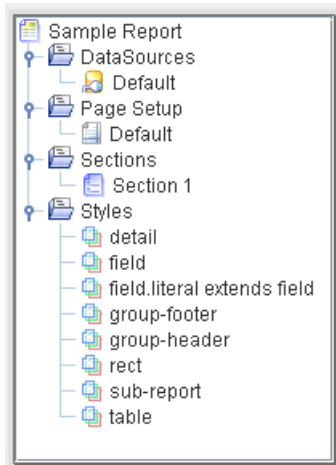 Sample Report
DataSources
Default
Page Setup
Default
Sections
Section 1
Styles
detail
field
field.literal extends field
group-footer
group-header
rect
sub-report
table